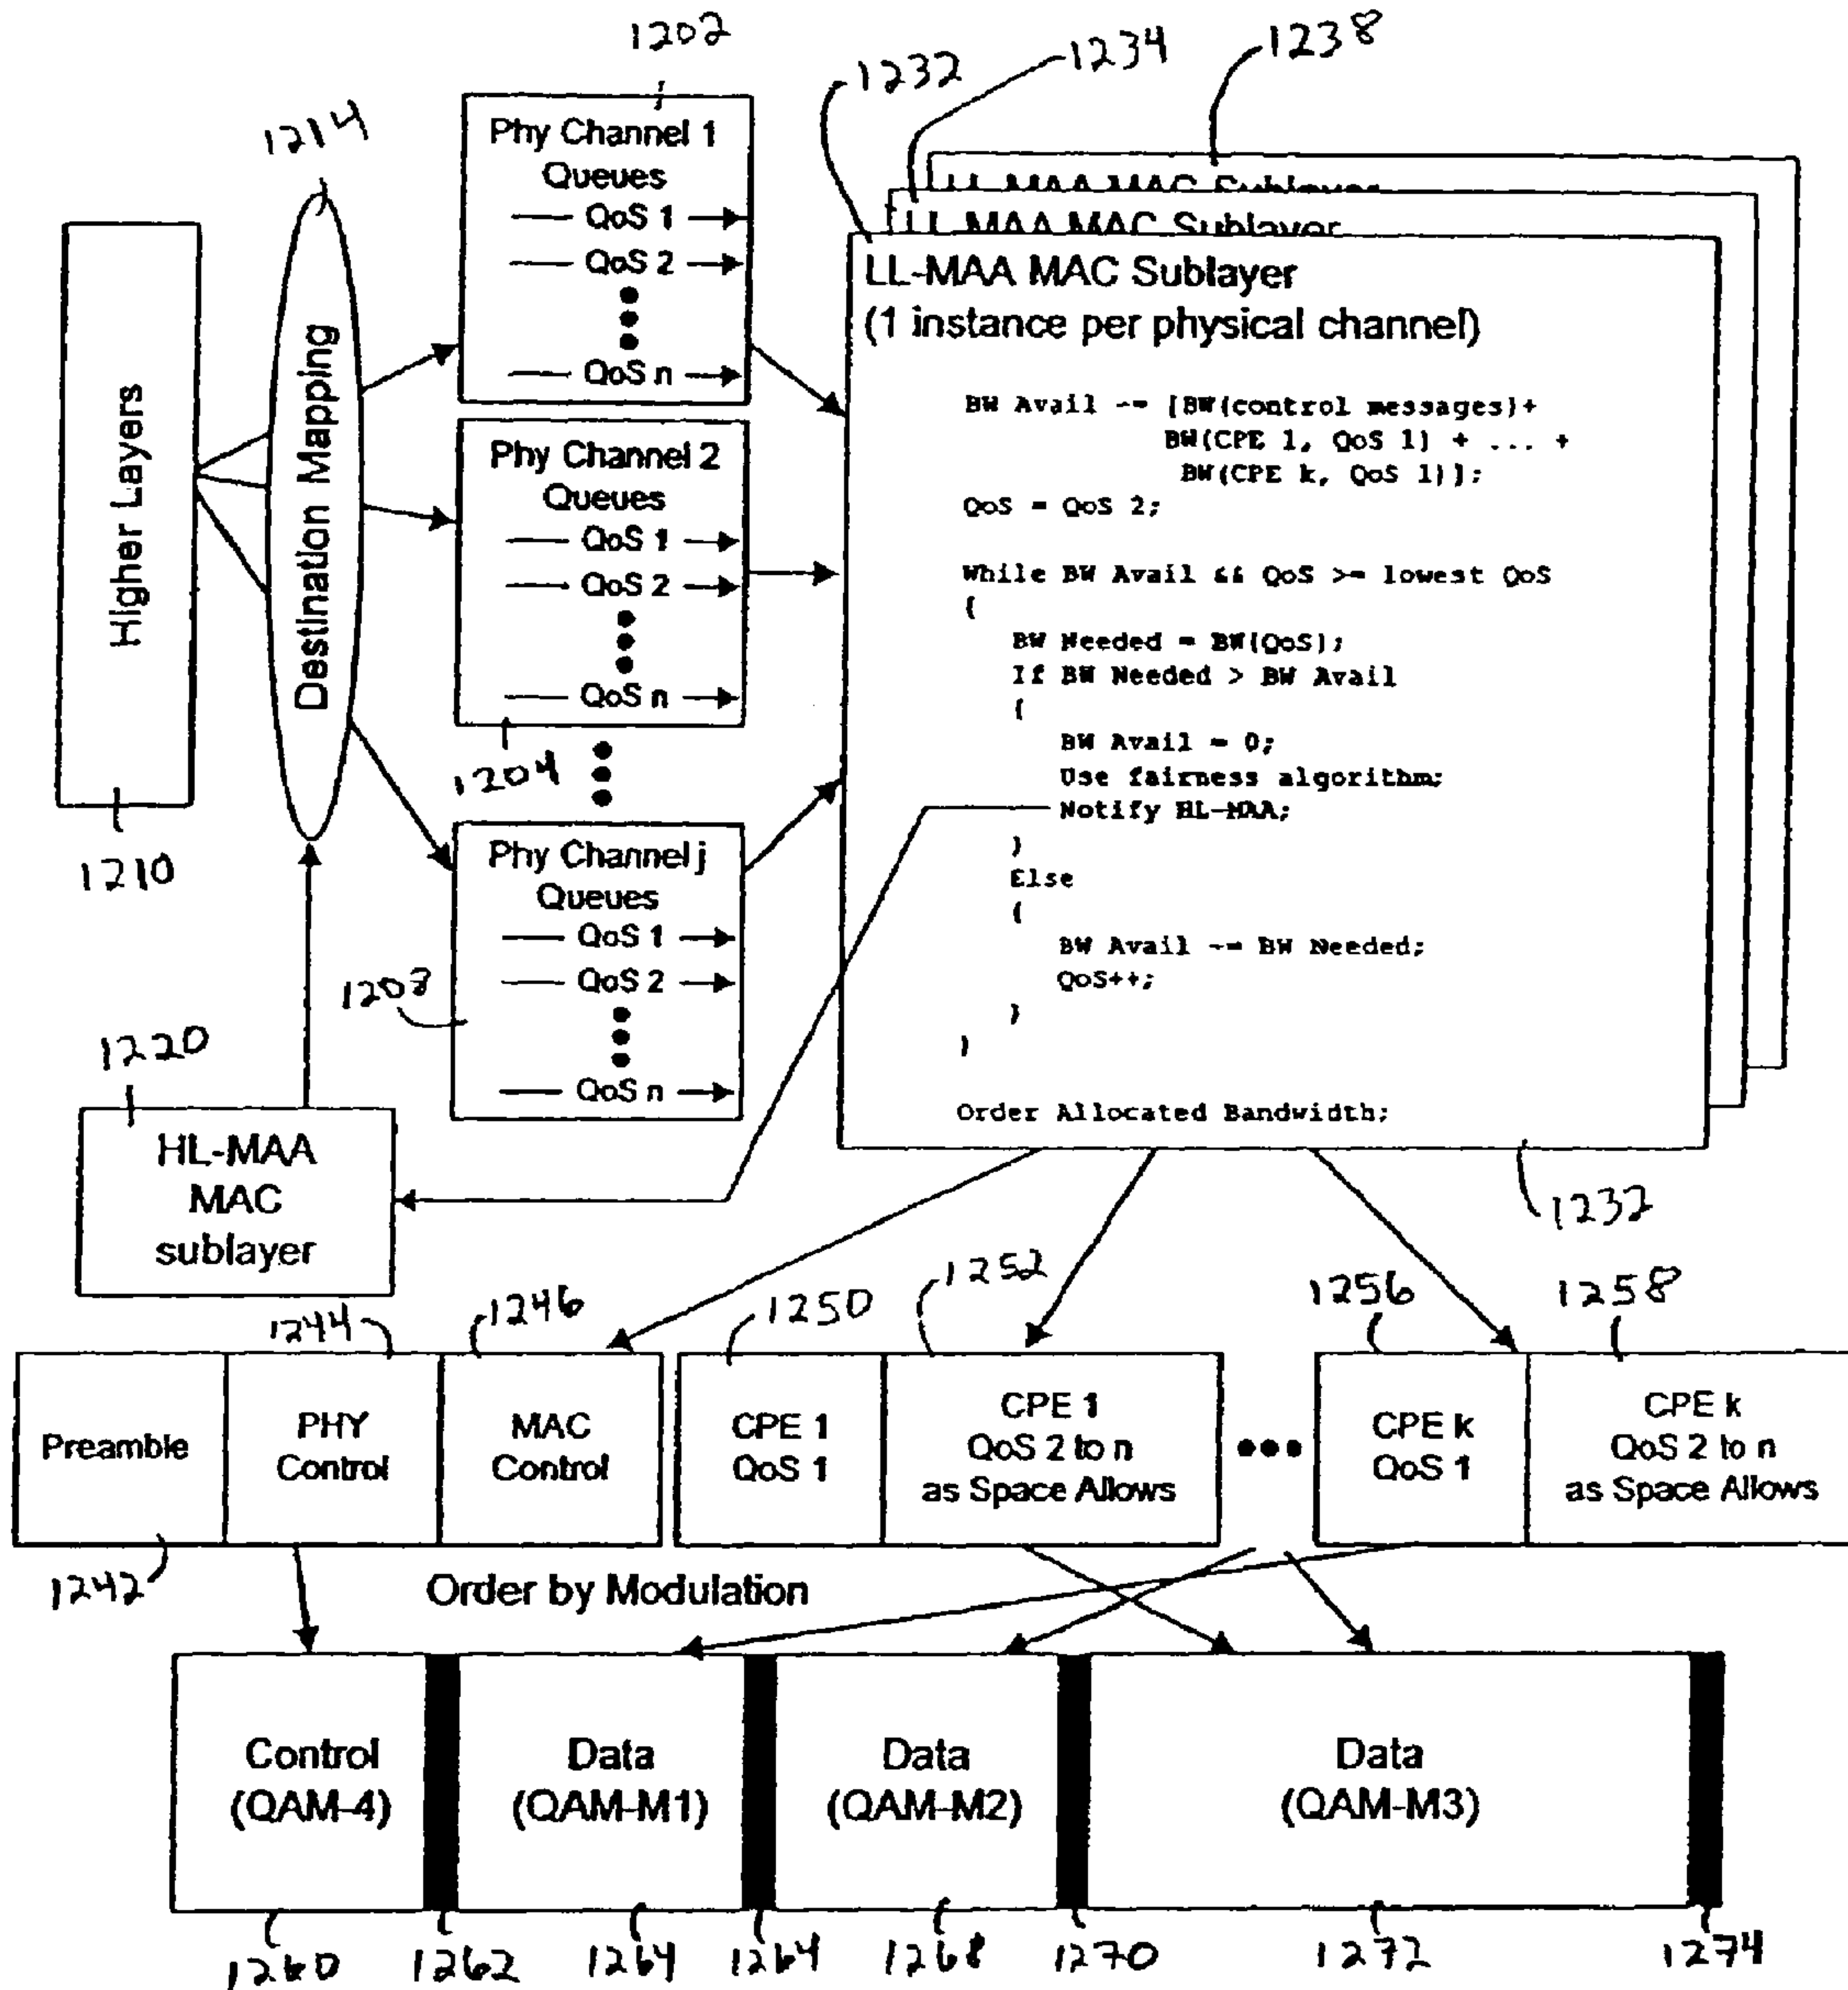 1202
1232
1234
1238
1214
Phy Channel 1
Queues
QoS 1
QoS 2
QoS n
LL-MAA MAC Sublayer
LL-MAA MAC Sublayer
LL-MAA MAC Sublayer
(1 instance per physical channel)
BW Avail -= [BW(control messages)+
BW(CPE 1, QoS 1) + ... +
BW(CPE k, QoS 1)];
QoS = QoS 2;
While BW Avail && QoS >= lowest QoS
{
BW Needed = BW(QoS);
If BW Needed > BW Avail
{
BW Avail = 0;
Use fairness algorithm;
Notify HL-MAA;
}
Else
{
BW Avail -= BW Needed;
QoS++;
}
}
Order Allocated Bandwidth;
Higher Layers
Destination Mapping
Phy Channel 2
Queues
QoS 1
QoS 2
QoS n
1204
1210
Phy Channel j
Queues
QoS 1
QoS 2
QoS n
1208
1220
HL-MAA
MAC
sublayer
1232
1244
1246
1250
1252
1256
1258
Preamble
PHY
Control
MAC
Control
CPE 1
QoS 1
CPE 1
QoS 2 to n
as Space Allows
CPE k
QoS 1
CPE k
QoS 2 to n
as Space Allows
1242
Order by Modulation
Control
(QAM-4)
Data
(QAM-M1)
Data
(QAM-M2)
Data
(QAM-M3)
1260
1262
1264
1264
1268
1270
1272
1274